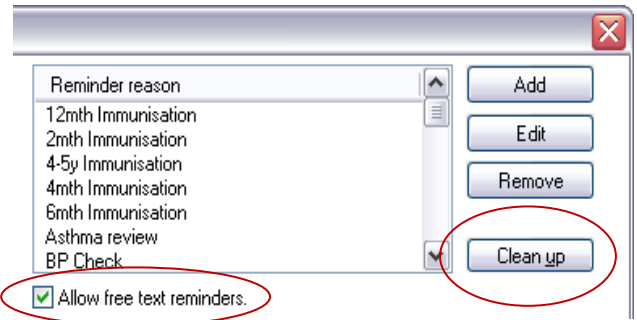 Reminder reason
12mth Immunisation
2mth Immunisation
4-5y Immunisation
4mth Immunisation
6mth Immunisation
Asthma review
BP Check
Allow free text reminders.
Add
Edit
Remove
Clean up